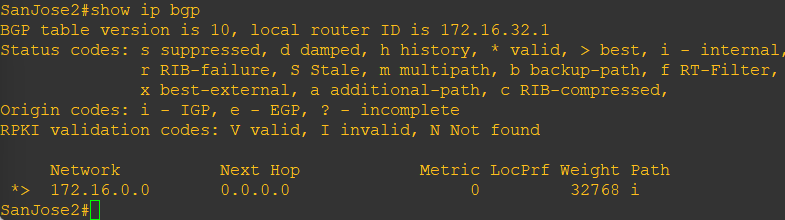 SanJose2#show ip bgp
BGP table version is 10, local router ID is 172.16.32.1
Status codes: s suppressed, d damped, h history, * valid, > best, i - internal,
              r RIB-failure, S Stale, m multipath, b backup-path, f RT-Filter,
              x best-external, a additional-path, c RIB-compressed,
Origin codes: i - IGP, e - EGP, ? - incomplete
RPKI validation codes: V valid, I invalid, N Not found

     Network          Next Hop            Metric LocPrf Weight Path
 *>  172.16.0.0       0.0.0.0                  0         32768 i
SanJose2#